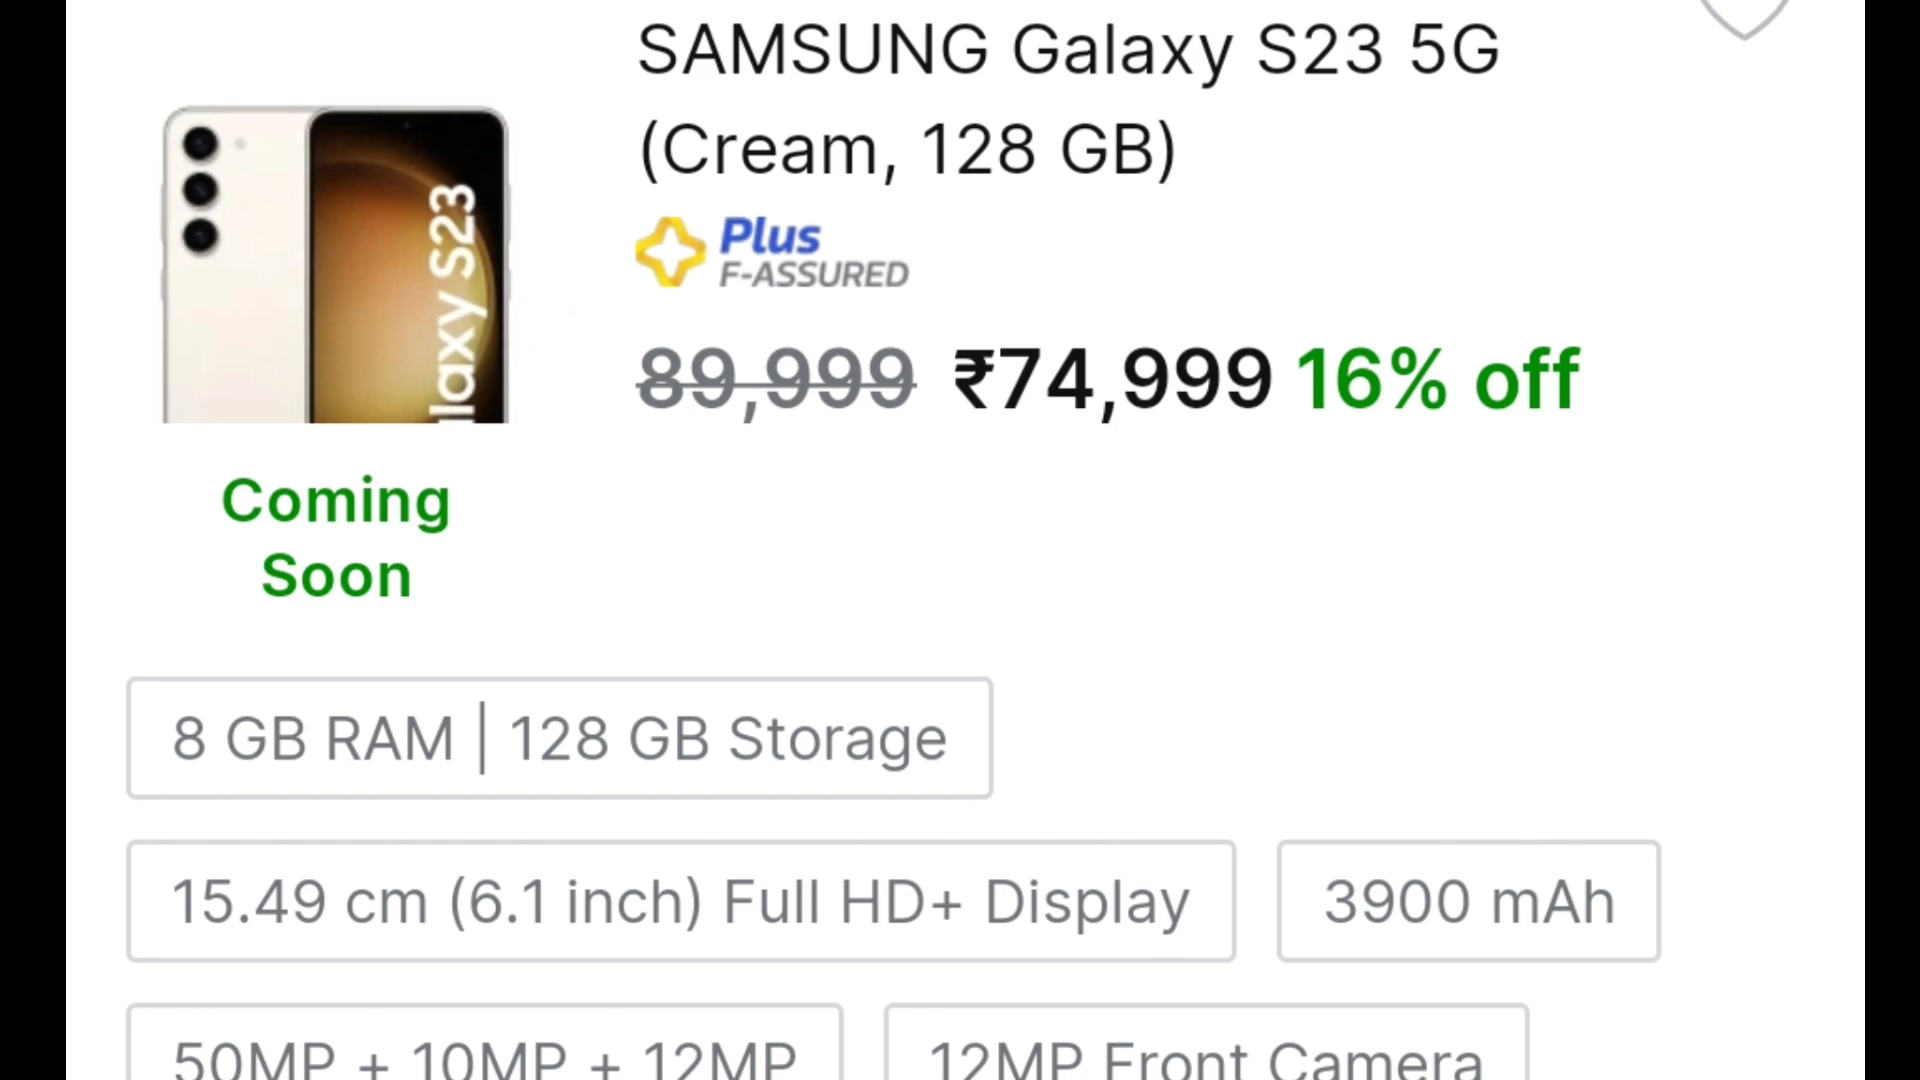 SAMSUNG Galaxy S23 5G
(Cream, 128 GB)
Plus
F-ASSURED
89,999 ₹74,999 16% off
laxy S23
Coming
Soon
8 GB RAM | 128 GB Storage
15.49 cm (6.1 inch) Full HD+ Display
3900 mAh
50MP + 10MP + 12MP
12MP Front Camera